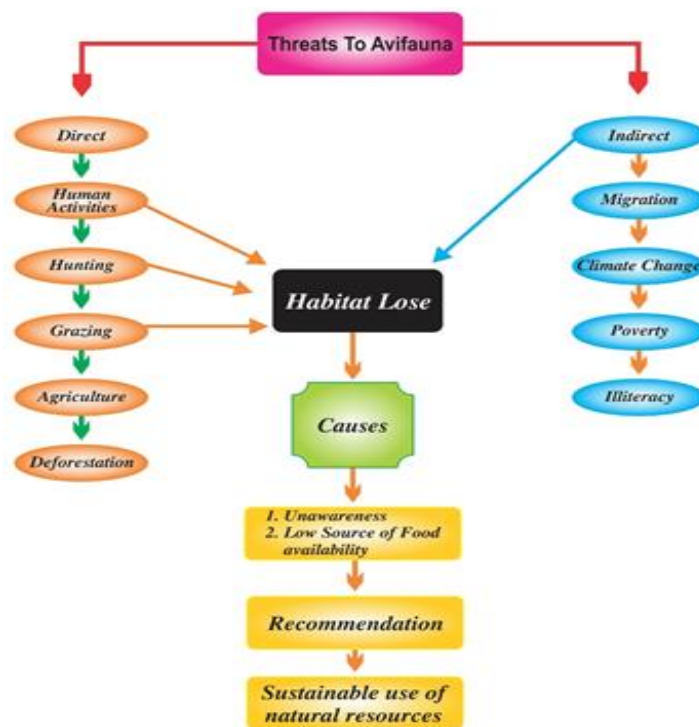 Threats To Avifauna
Direct
Human
Activities
Hunting
Grazing
Agriculture
Deforestation
Indirect
Migration
Climate Change
Poverty
Illiteracy
Habitat Lose
Causes
1. Unawareness
2. Low Source of Food
availability
Recommendation
Sustainable use of
natural resources